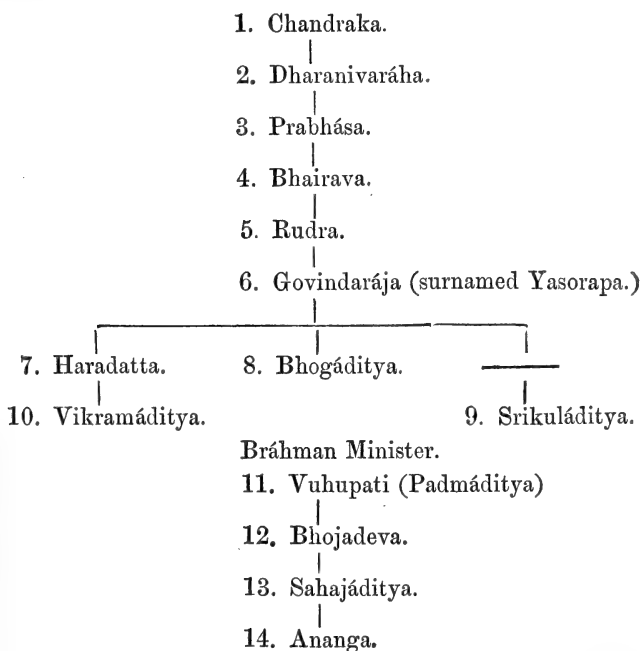 1. Chandraka.
2. Dharanivaráha.
3. Prabhása.
4. Bhairava.
5. Rudra.
6. Govindarája (surnamed Yasorapa.)
7. Haradatta. 8. Bhogáditya.
10. Vikramáditya. 9. Srikuláditya.
Bráhman Minister.
11. Vuhupati (Padmáditya)
12. Bhojadeva.
13. Sahajáditya.
14. Ananga.